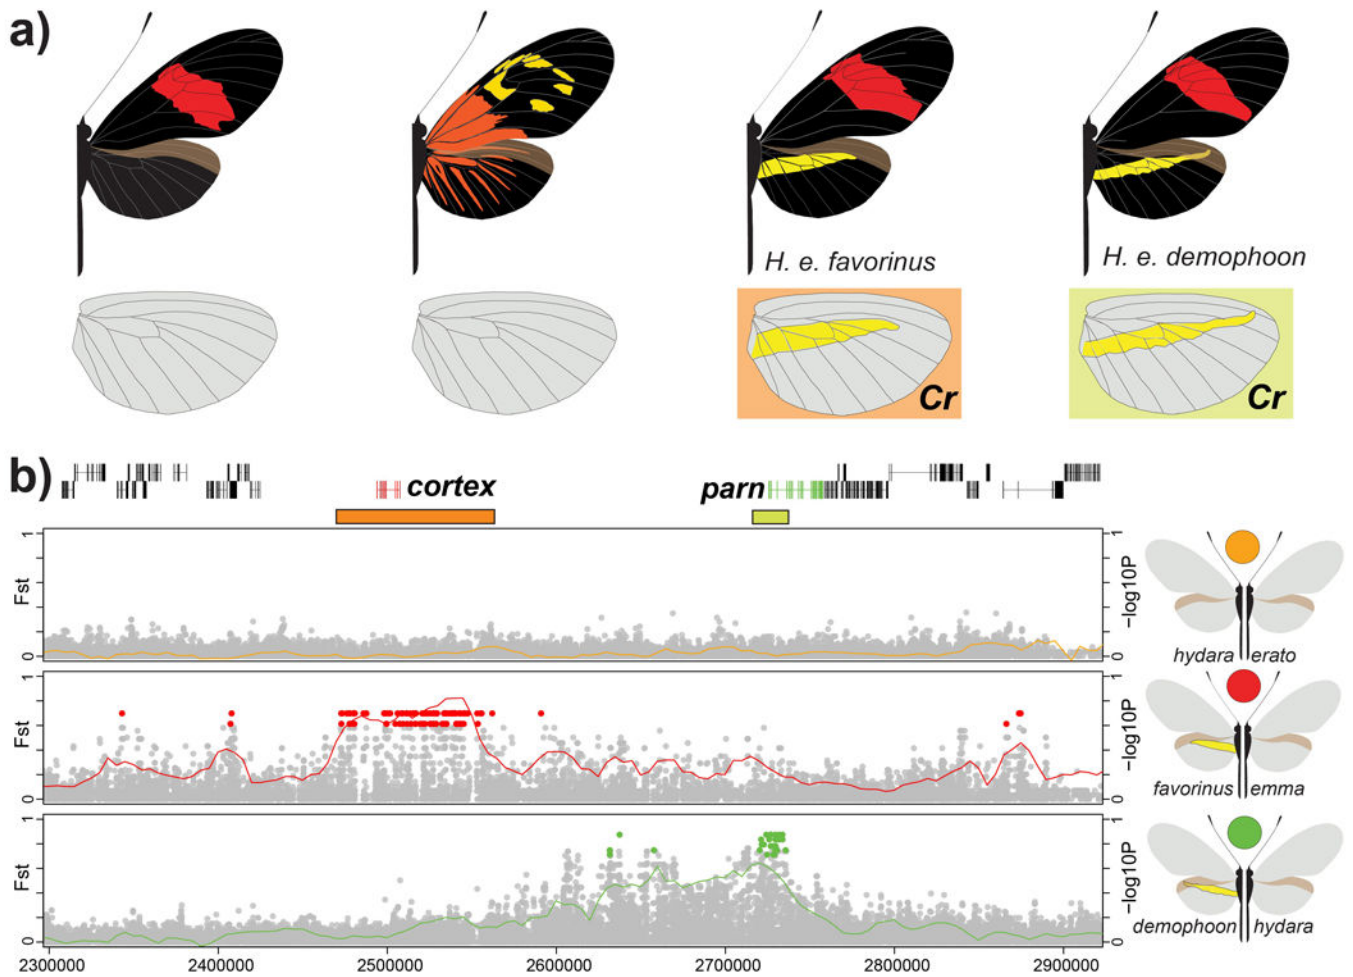 a)
H. e. favorinus
H. e. demophoon
Cr
Cr
b)
cortex
parn
1
Fst
0
1
-log10P
0
hydara erato
1
Fst
0
1
-log10P
0
favorinus emma
1
Fst
0
1
-log10P
0
demophoon hydara
2300000 2400000 2500000 2600000 2700000 2800000 2900000